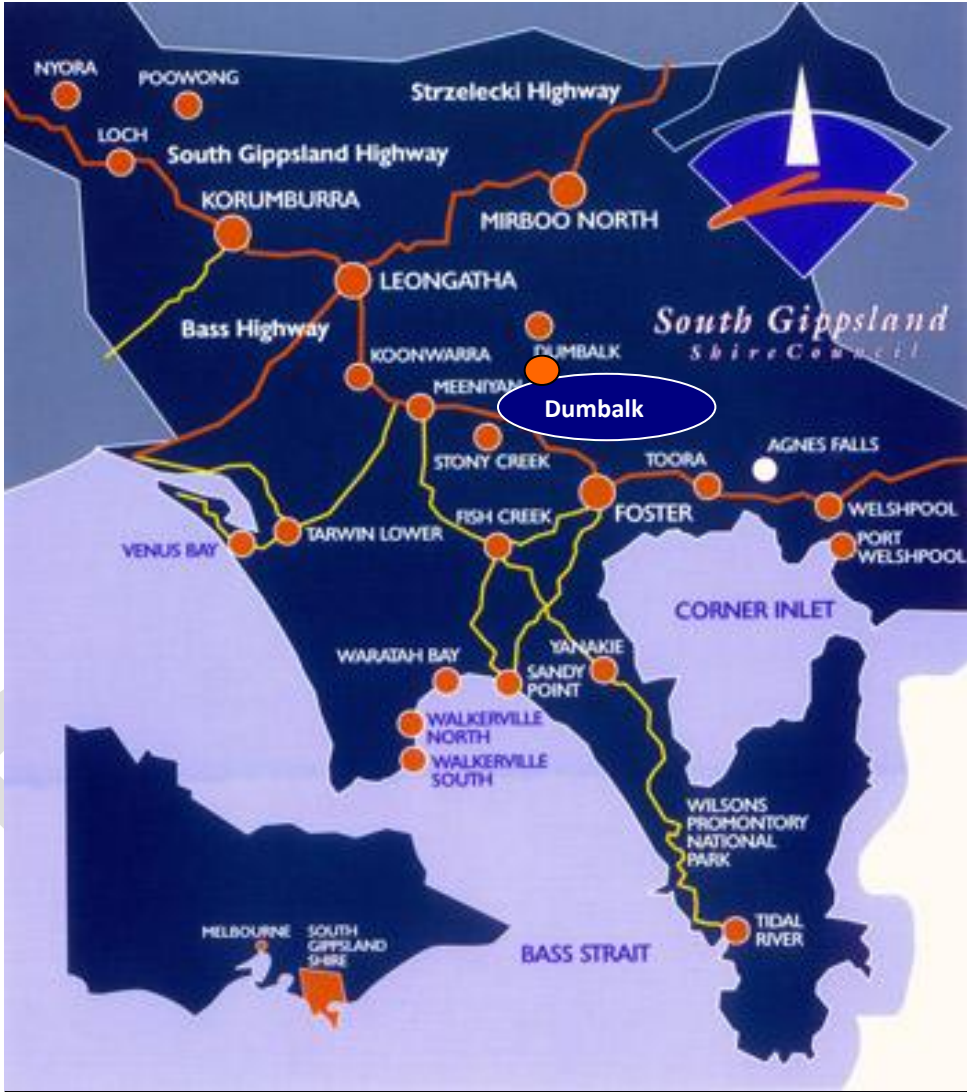 NYORA
POOWONG
Strzelecki Highway
LOCH
South Gippsland Highway
KORUMBURRA
MIRBOO NORTH
LEONGATHA
South Gippsland
Shire Council
Bass Highway
KOONWARRA
DUMBALK
MEENIYAN
Dumbalk
STONY CREEK
TOORA
AGNES FALLS
FISH CREEK
FOSTER
WELSHPOOL
VENUS BAY
TARWIN LOWER
PORT
WELSHPOOL
CORNER INLET
WARATAH BAY
YANAKIE
SANDY
POINT
WALKERVILLE
NORTH
WALKERVILLE
SOUTH
WILSONS
PROMONTORY
NATIONAL
PARK
TIDAL
RIVER
MELBOURNE
SOUTH
GIPPSLAND
SHIRE
BASS STRAIT